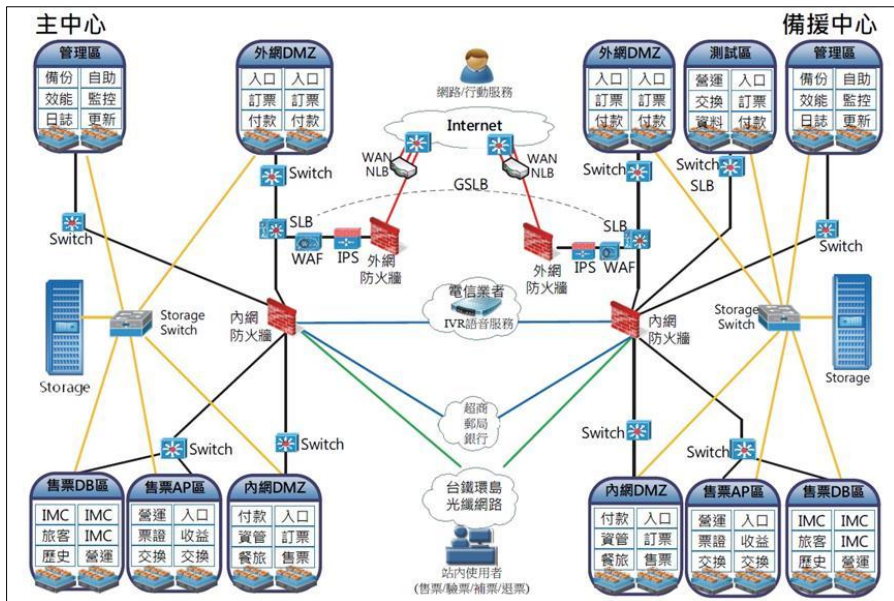 主中心
備援中心
管理區
備份 自助
效能 監控
日誌 更新
外網DMZ
入口 入口
訂票 訂票
付款 付款
網路/行動服務
Internet
外網DMZ
入口 入口
訂票 訂票
付款 付款
測試區
營運 入口
交換 訂票
資料 付款
管理區
備份 自助
效能 監控
日誌 更新
WAN
NLB
WAN
NLB
Switch
GSLB
Switch
Switch
SLB
Switch
SLB
WAF
IPS
外網
防火牆
外網
防火牆
IPS
WAF
SLB
Switch
Storage
Storage
Switch
內網
防火牆
電信業者
IVR語音服務
內網
防火牆
Storage
Switch
Storage
超商
郵局
銀行
Switch
Switch
Switch
Switch
售票DB區
IMC IMC
旅客 IMC
歷史 營運
售票AP區
營運 入口
票證 收益
交換 交換
內網DMZ
付款 入口
資管 訂票
餐旅 售票
台鐵環島
光纖網路
站內使用者
(售票/驗票/補票/退票)
內網DMZ
付款 入口
資管 訂票
餐旅 售票
售票AP區
營運 入口
票證 收益
交換 交換
售票DB區
IMC IMC
旅客 IMC
歷史 營運